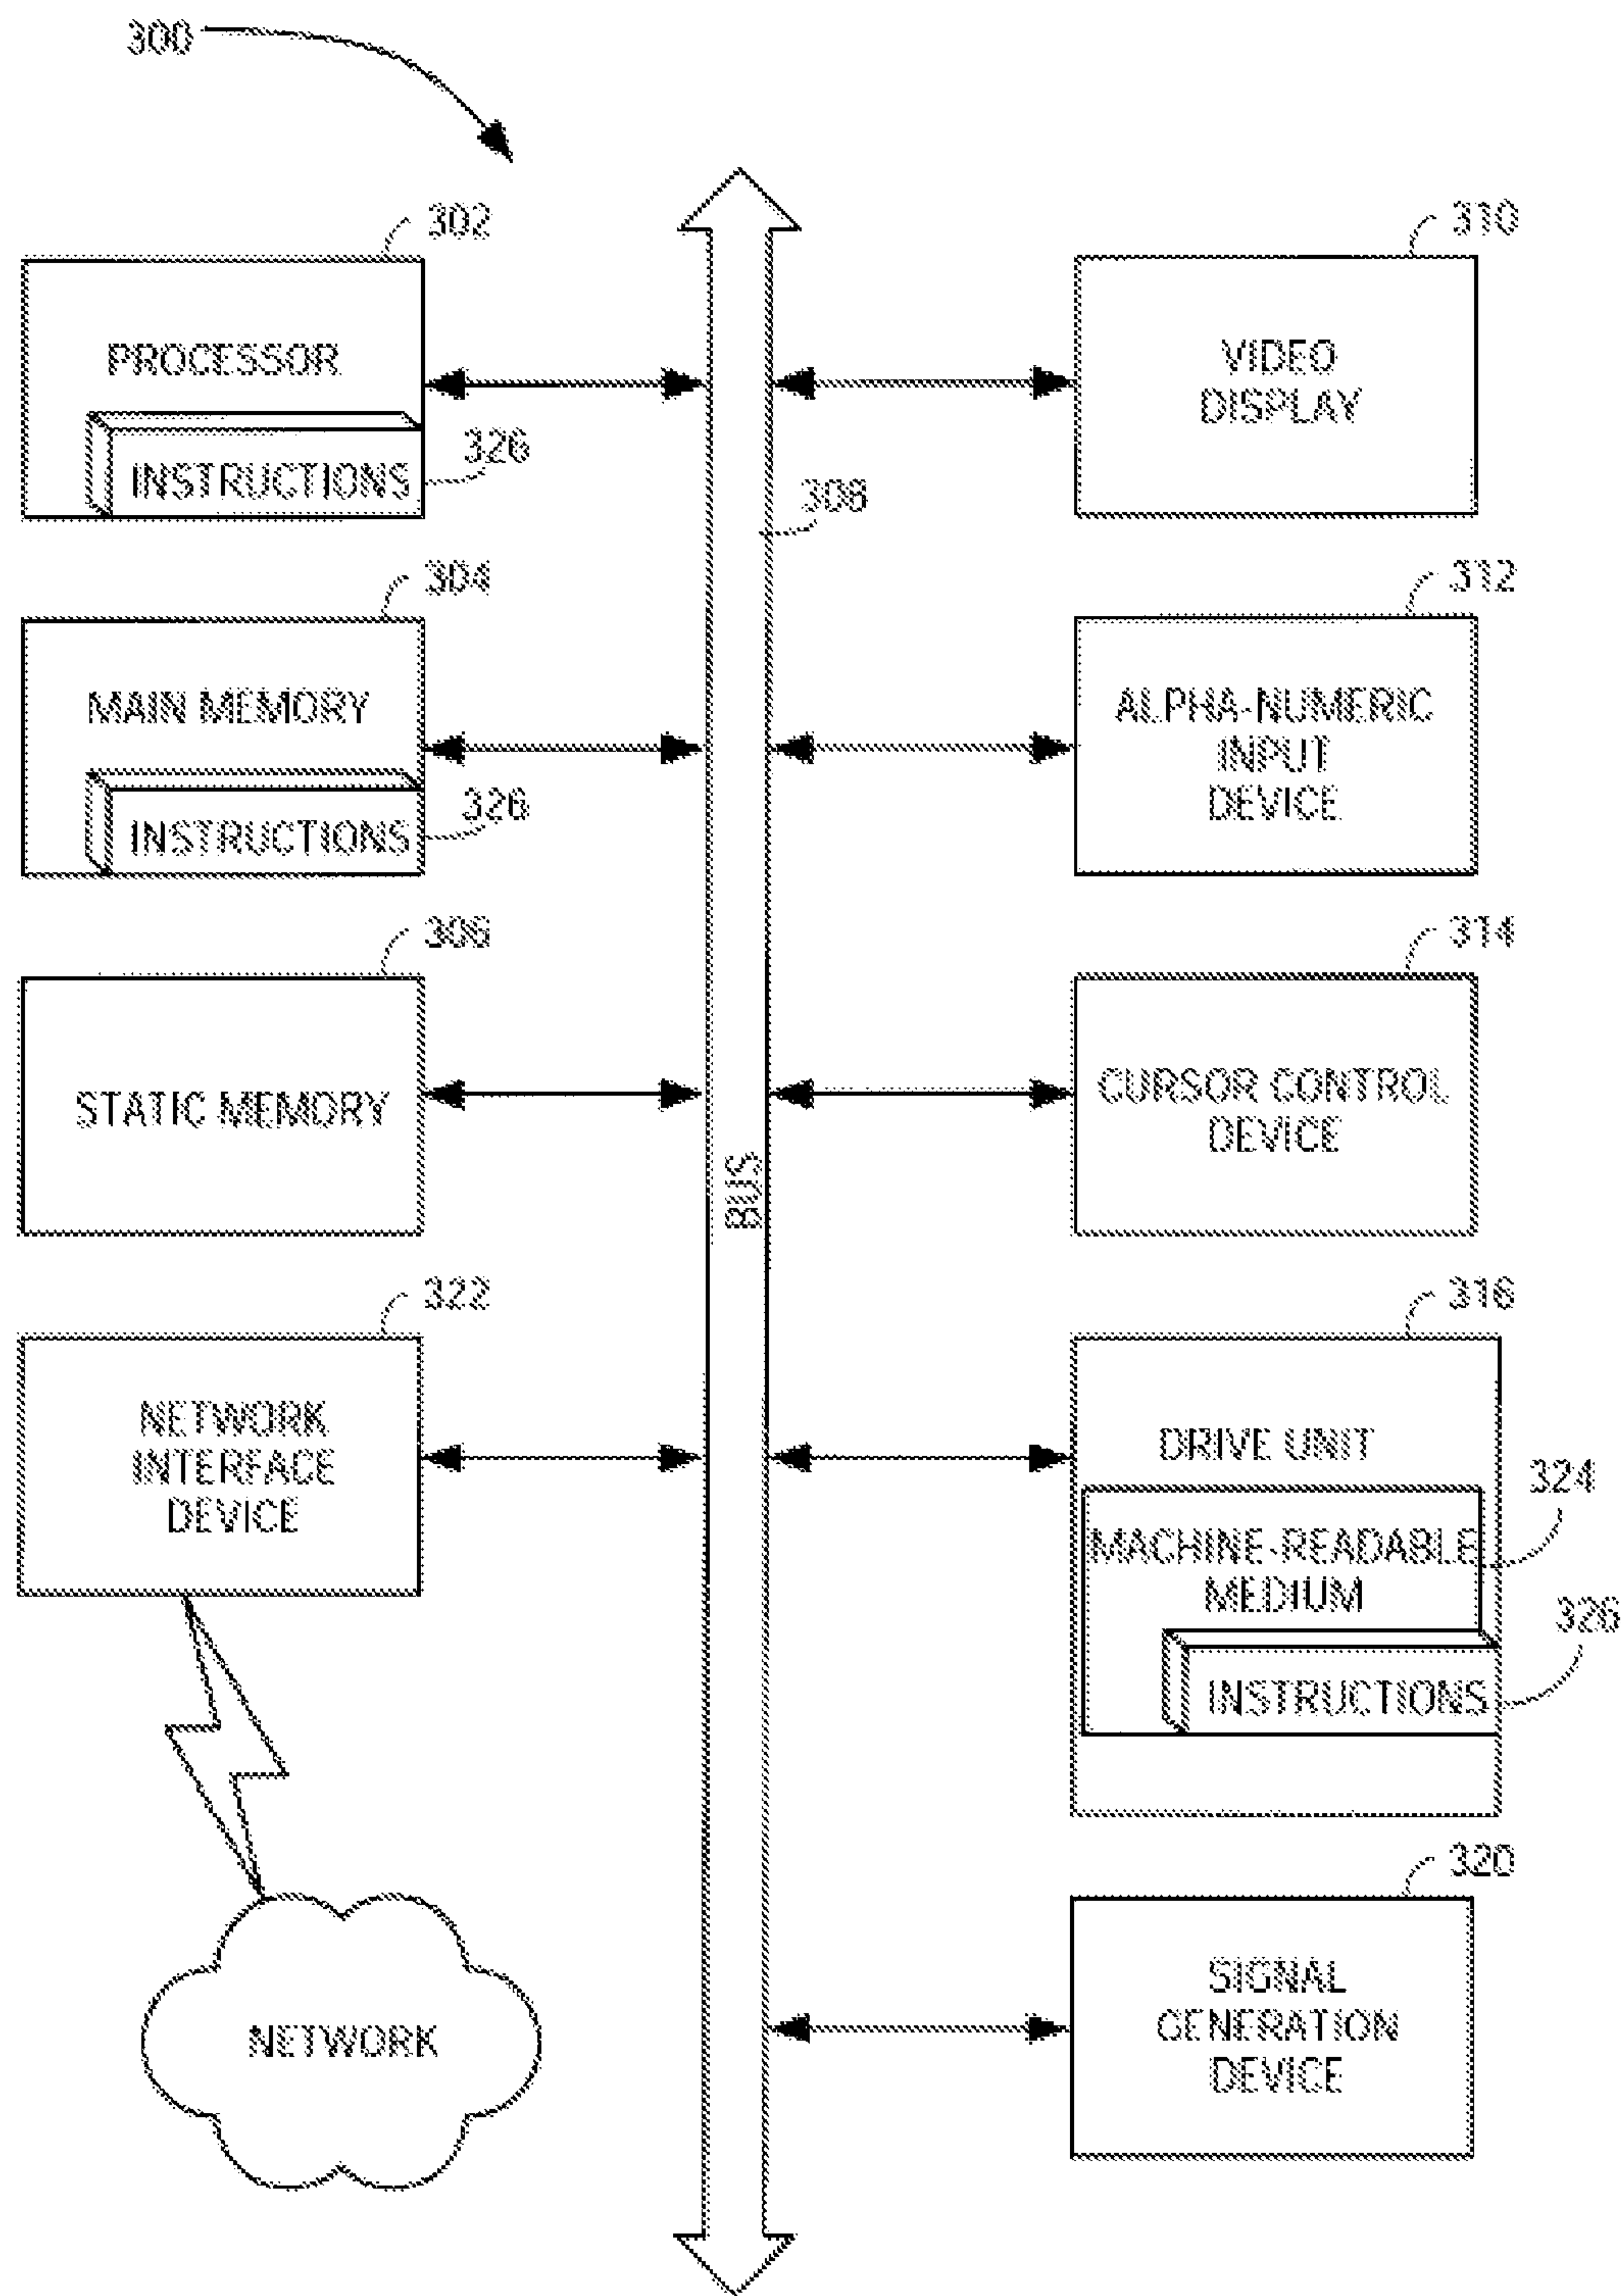 300
302
PROCESSOR
INSTRUCTIONS
326
304
MAIN MEMORY
INSTRUCTIONS
326
306
STATIC MEMORY
322
NETWORK
INTERFACE
DEVICE
NETWORK
308
BUS
310
VIDEO
DISPLAY
312
ALPHA-NUMERIC
INPUT
DEVICE
314
CURSOR CONTROL
DEVICE
316
DRIVE UNIT
324
MACHINE-READABLE
MEDIUM
326
INSTRUCTIONS
320
SIGNAL
GENERATION
DEVICE